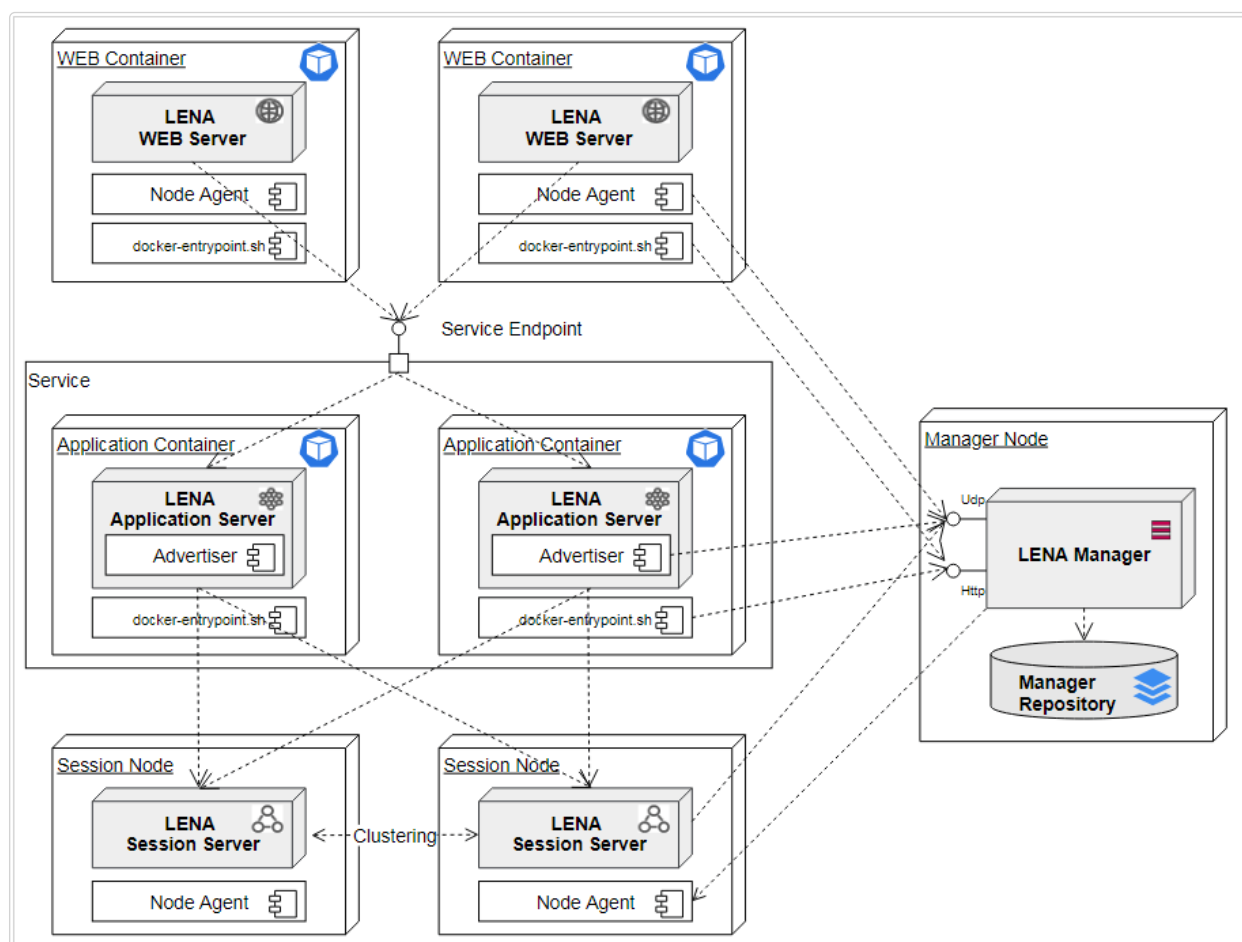 WEB Container
LENA
WEB Server
Node Agent
docker-entrypoint.sh
WEB Container
LENA
WEB Server
Node Agent
docker-entrypoint.sh
Service Endpoint
Service
Application Container
LENA
Application Server
Advertiser
docker-entrypoint.sh
Application Container
LENA
Application Server
Advertiser
docker-entrypoint.sh
Manager Node
Udp
LENA Manager
Http
Manager
Repository
Session Node
LENA
Session Server
Node Agent
Clustering
Session Node
LENA
Session Server
Node Agent